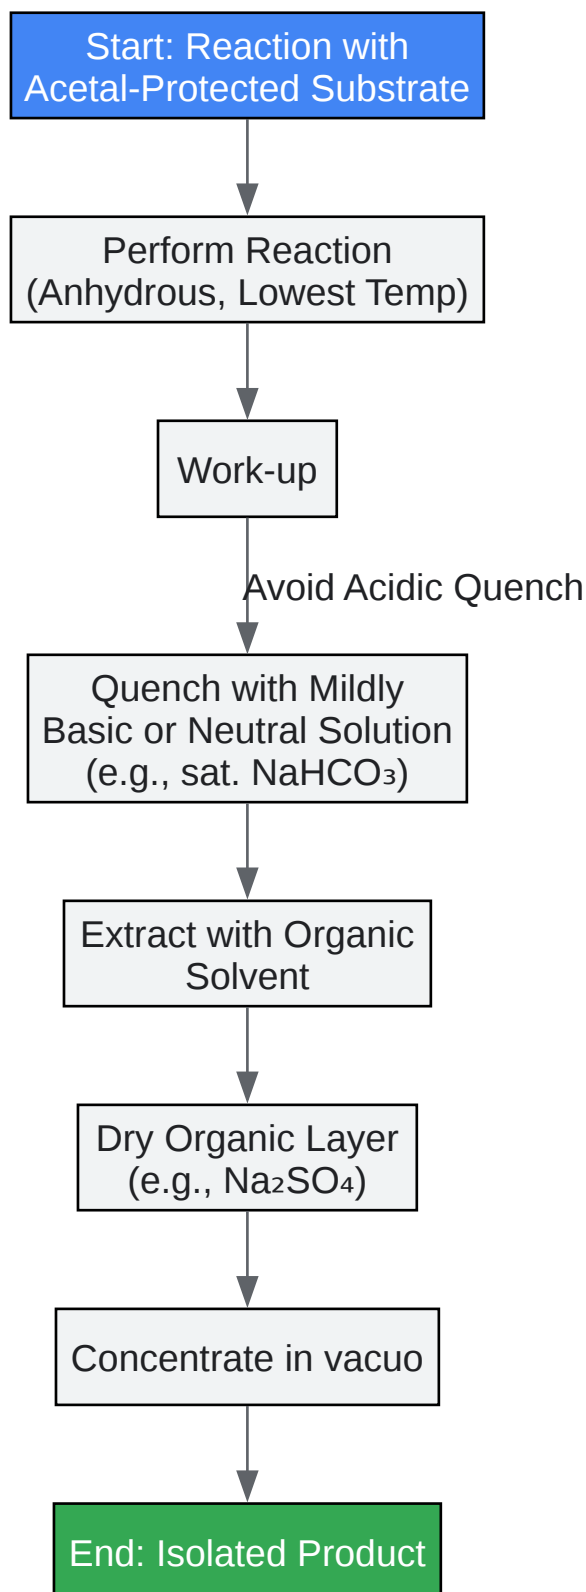 Start: Reaction with
Acetal-Protected Substrate
Perform Reaction
(Anhydrous, Lowest Temp)
Work-up
Avoid Acidic Quench
Quench with Mildly
Basic or Neutral Solution
(e.g., sat. NaHCO₃)
Extract with Organic
Solvent
Dry Organic Layer
(e.g., Na₂SO₄)
Concentrate in vacuo
End: Isolated Product